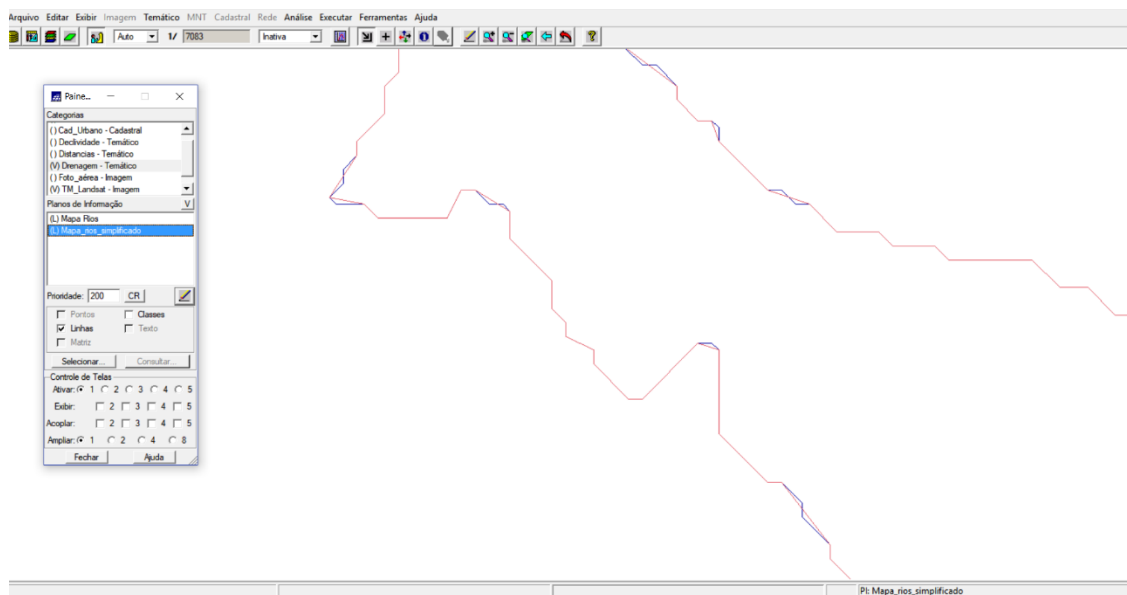 Arquivo Editar Exibir Imagem Temático MNT Cadastral Rede Análise Executar Ferramentas Ajuda
Auto 1/ 7083 Inativa
Paine...
Categorias
() Cad_Urbano - Cadastral
() Declividade - Temático
() Distancias - Temático
(V) Drenagem - Temático
() Foto_aérea - Imagem
(V) TM_Landsat - Imagem
Planos de Informação V
(L) Mapa Rios
(L) Mapa_rios_simplificado
Prioridade: 200 CR
Pontos Classes
Linhas Texto
Matriz
Selecionar... Consultar...
Controle de Telas
Ativar: 1 2 3 4 5
Exibir: 2 3 4 5
Acoplar: 2 3 4 5
Ampliar: 1 2 4 8
Fechar Ajuda
PI: Mapa_rios_simplificado